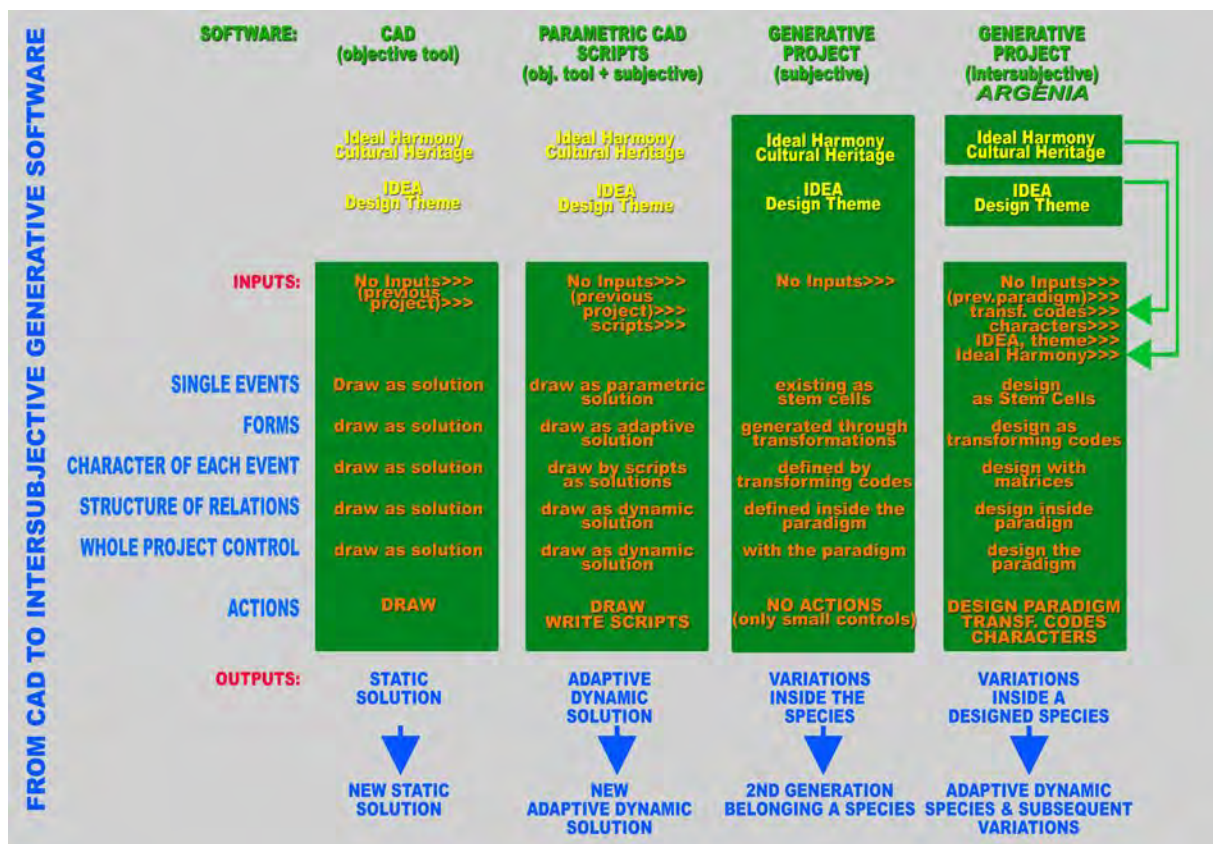 FROM CAD TO INTERSUBJECTIVE GENERATIVE SOFTWARE
SOFTWARE:
CAD
(objective tool)
PARAMETRIC CAD
SCRIPTS
(obj. tool + subjective)
GENERATIVE
PROJECT
(subjective)
GENERATIVE
PROJECT
(intersubjective)
ARGENIA
Ideal Harmony
Cultural Heritage
Ideal Harmony
Cultural Heritage
Ideal Harmony
Cultural Heritage
Ideal Harmony
Cultural Heritage
IDEA
Design Theme
IDEA
Design Theme
IDEA
Design Theme
IDEA
Design Theme
INPUTS:
No Inputs>>>
(previous
project)>>>
No Inputs>>>
(previous
project)>>>
scripts>>>
No Inputs>>>
No Inputs>>>
(prev.paradigm)>>>
transf. codes>>>
characters>>>
IDEA, theme>>>
Ideal Harmony>>>
SINGLE EVENTS
Draw as solution
draw as parametric
solution
existing as
stem cells
design
as Stem Cells
FORMS
draw as solution
draw as adaptive
solution
generated through
transformations
design as
transforming codes
CHARACTER OF EACH EVENT
draw as solution
draw by scripts
as solutions
defined by
transforming codes
design with
matrices
STRUCTURE OF RELATIONS
draw as solution
draw as dynamic
solution
defined inside the
paradigm
design inside
paradign
WHOLE PROJECT CONTROL
draw as solution
draw as dynamic
solution
with the paradigm
design the
paradigm
ACTIONS
DRAW
DRAW
WRITE SCRIPTS
NO ACTIONS
(only small controls)
DESIGN PARADIGM
TRANSF. CODES
CHARACTERS
OUTPUTS:
STATIC
SOLUTION
ADAPTIVE
DYNAMIC
SOLUTION
VARIATIONS
INSIDE THE
SPECIES
VARIATIONS
INSIDE A
DESIGNED SPECIES
NEW STATIC
SOLUTION
NEW
ADAPTIVE DYNAMIC
SOLUTION
2ND GENERATION
BELONGING A SPECIES
ADAPTIVE DYNAMIC
SPECIES & SUBSEQUENT
VARIATIONS